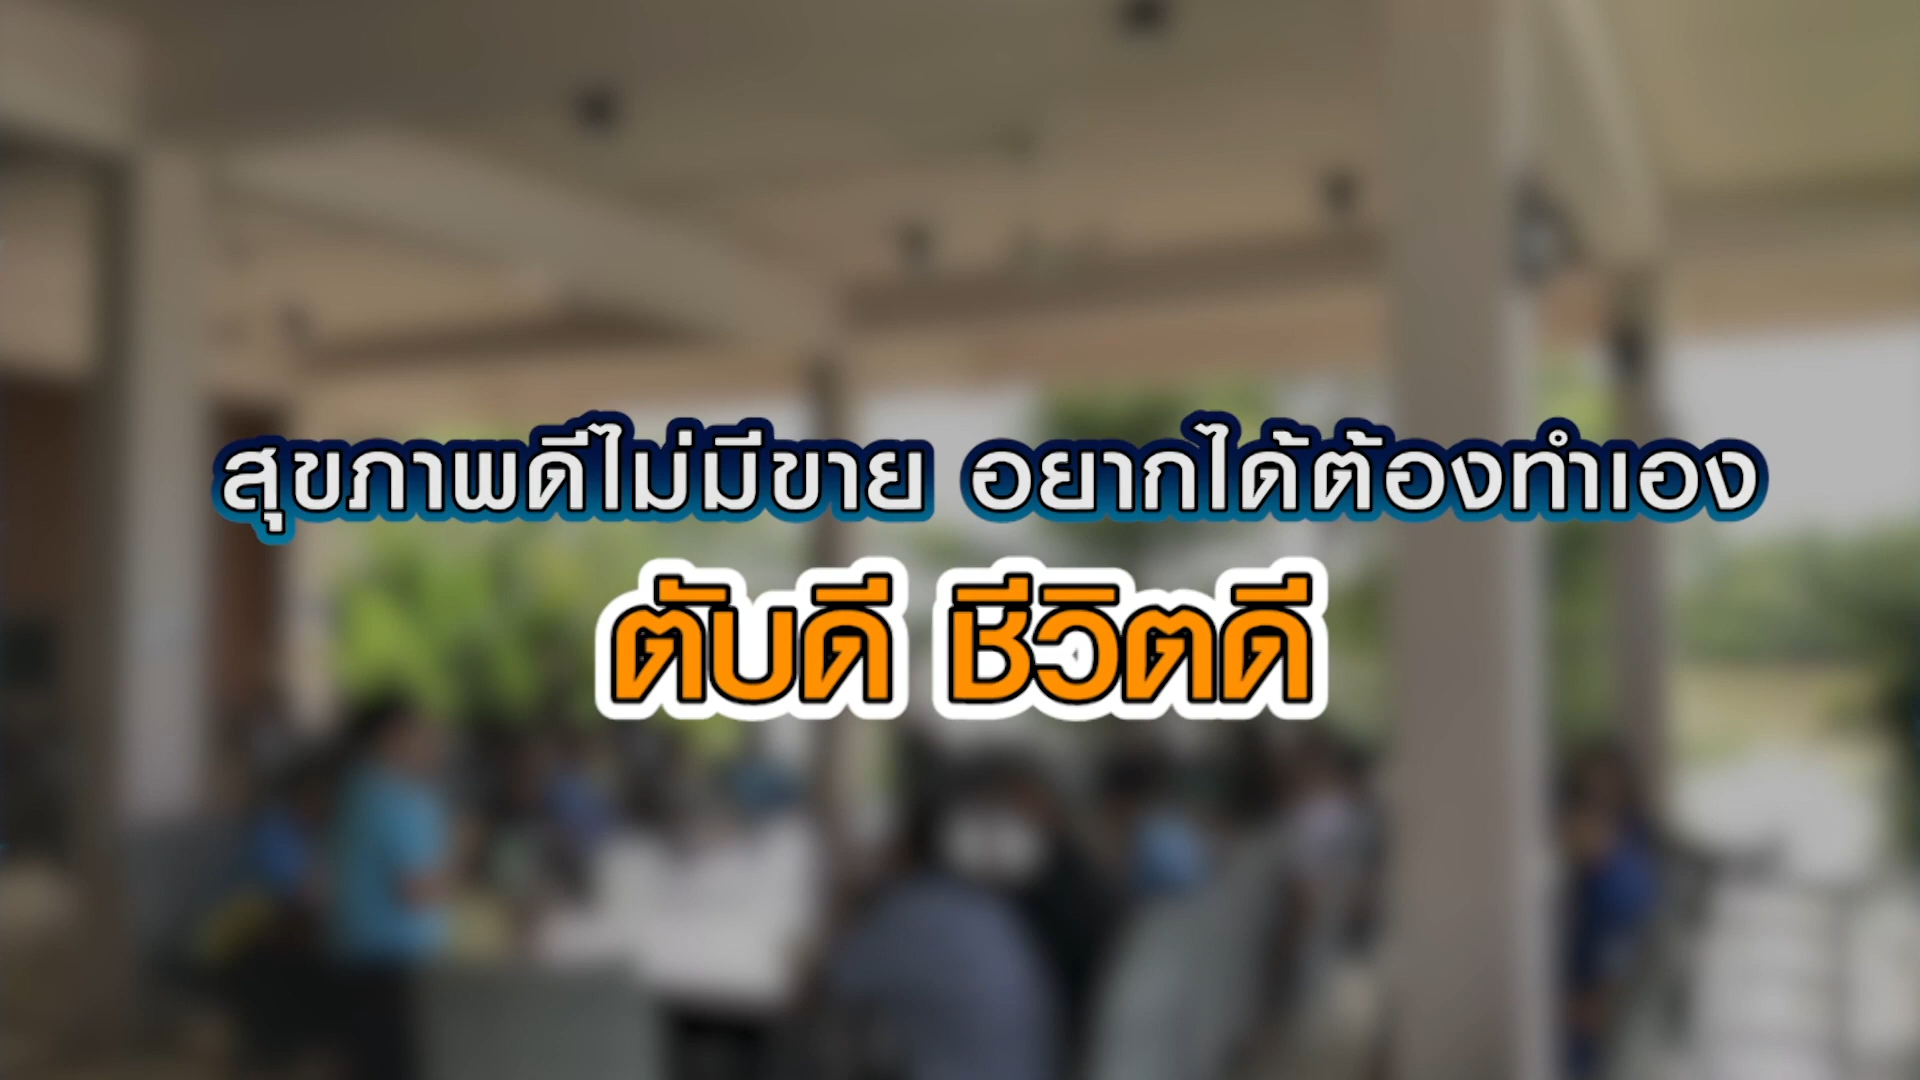 สุขภาพดีไม่มีขาย อยากได้ต้องทำเอง
ตับดี ชีวิตดี